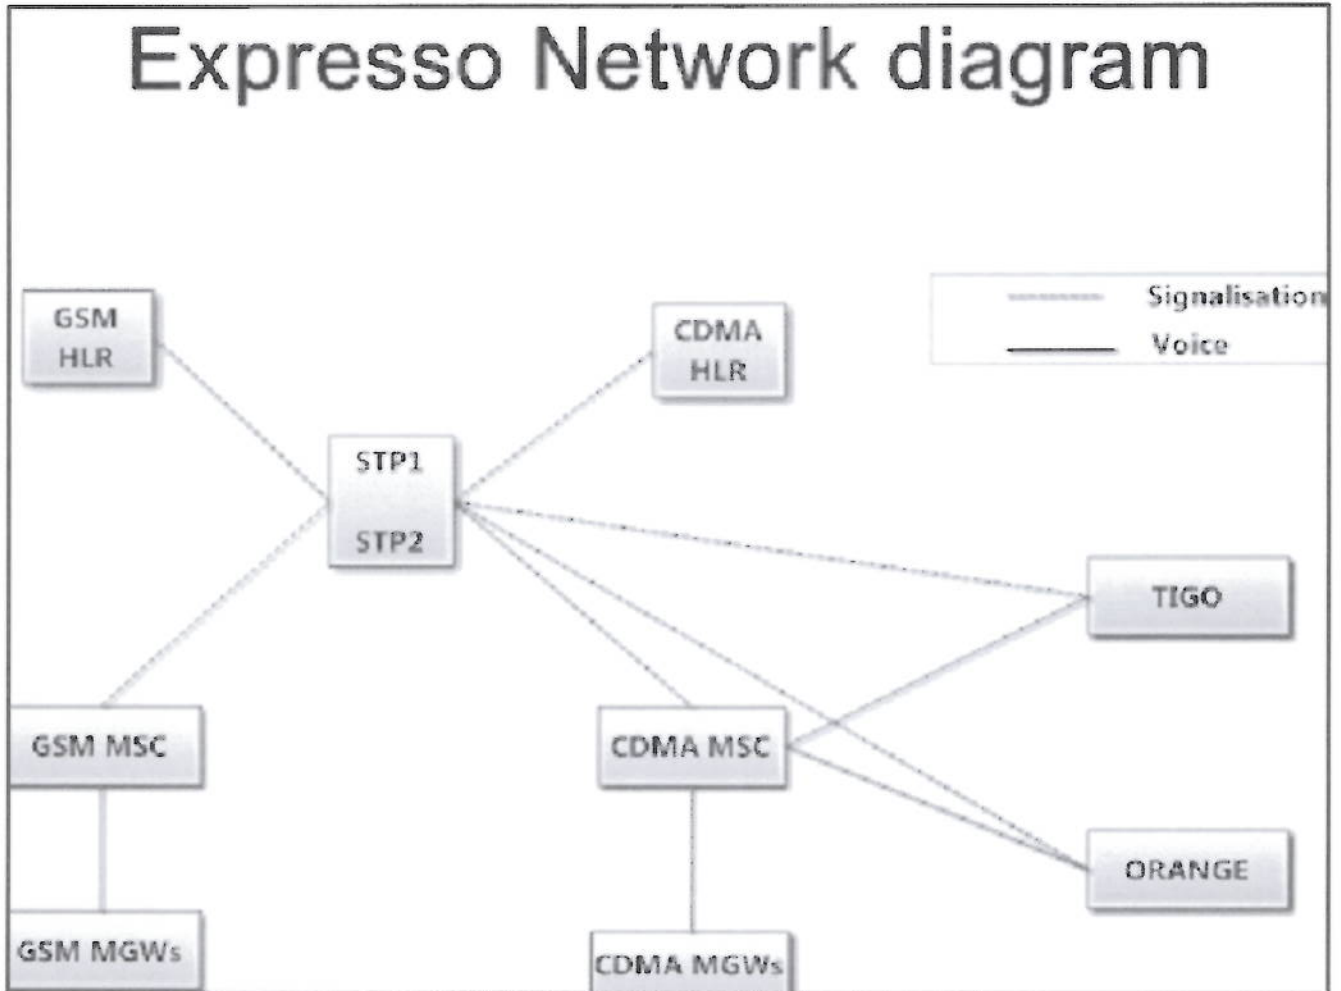 Expresso Network diagram
GSM
HLR
CDMA
HLR
Signalisation
Voice
STP1
STP2
TIGO
GSM MSC
CDMA MSC
ORANGE
GSM MGWs
CDMA MGWs